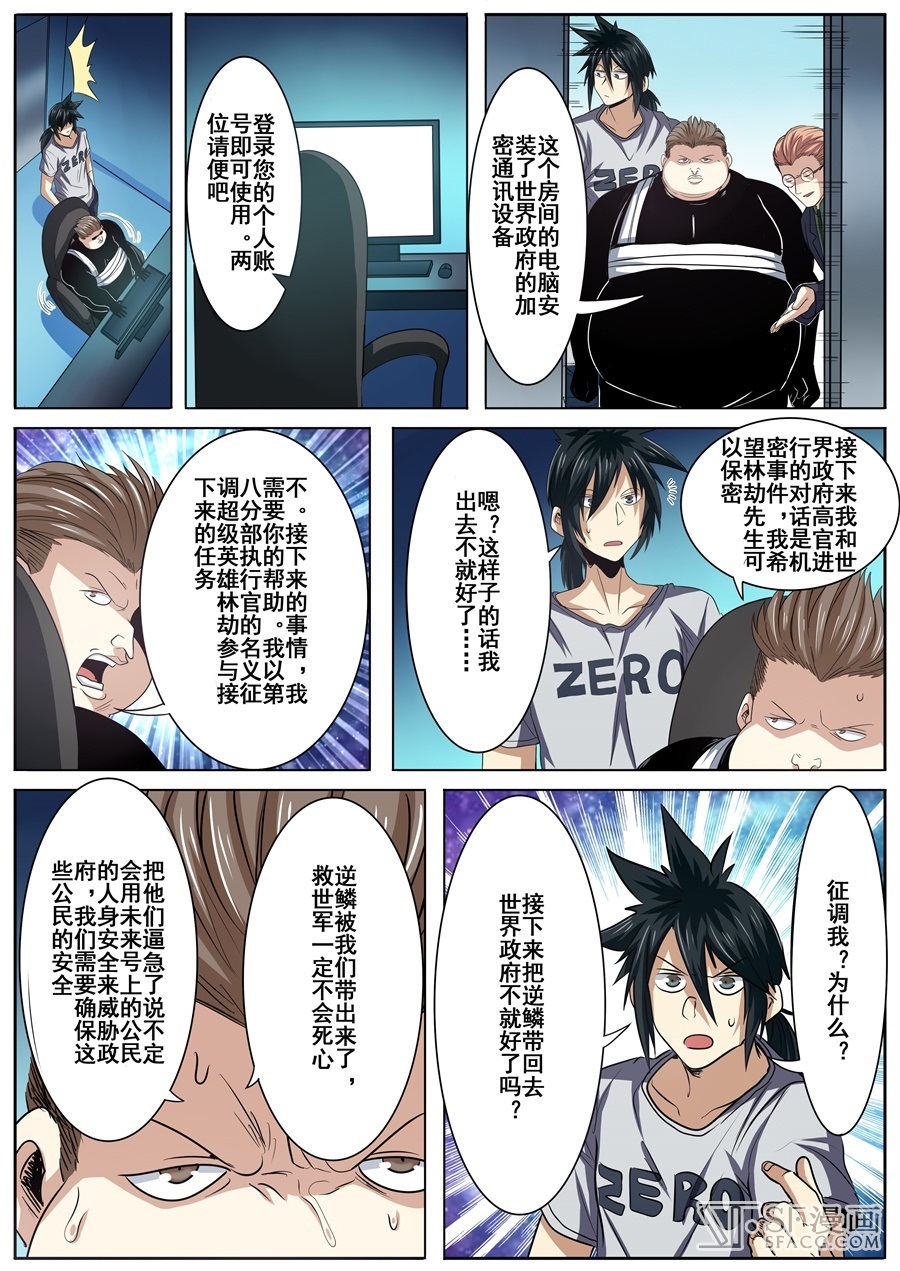 这个房间的电脑安
装了世界政府的加
密通讯设备
ZERO
登录您的个人账
号即可使用。两
位请便吧
ZERO
接下来我和世
界政府高官进
行的对话是机
密事件，我希
望林劫先生可
以保密
嗯？这样子的话我
出去不就好了……
ZERO
不。接下来的事情，我
需要你的帮助。我以第
八分部执行官的名义征
调超级英雄林劫参与接
下来的任务
征调我？为什么？
接下来把逆鳞带回去
世界政府不就好了吗？
ZERO
逆鳞被我们带出来了，
救世军一定不会死心
把他们逼急了说不定
会用未来号上的公民
的人身安全来威胁政
府，我们需要确保这
些公民的安全
SF漫画
SFACG.COM